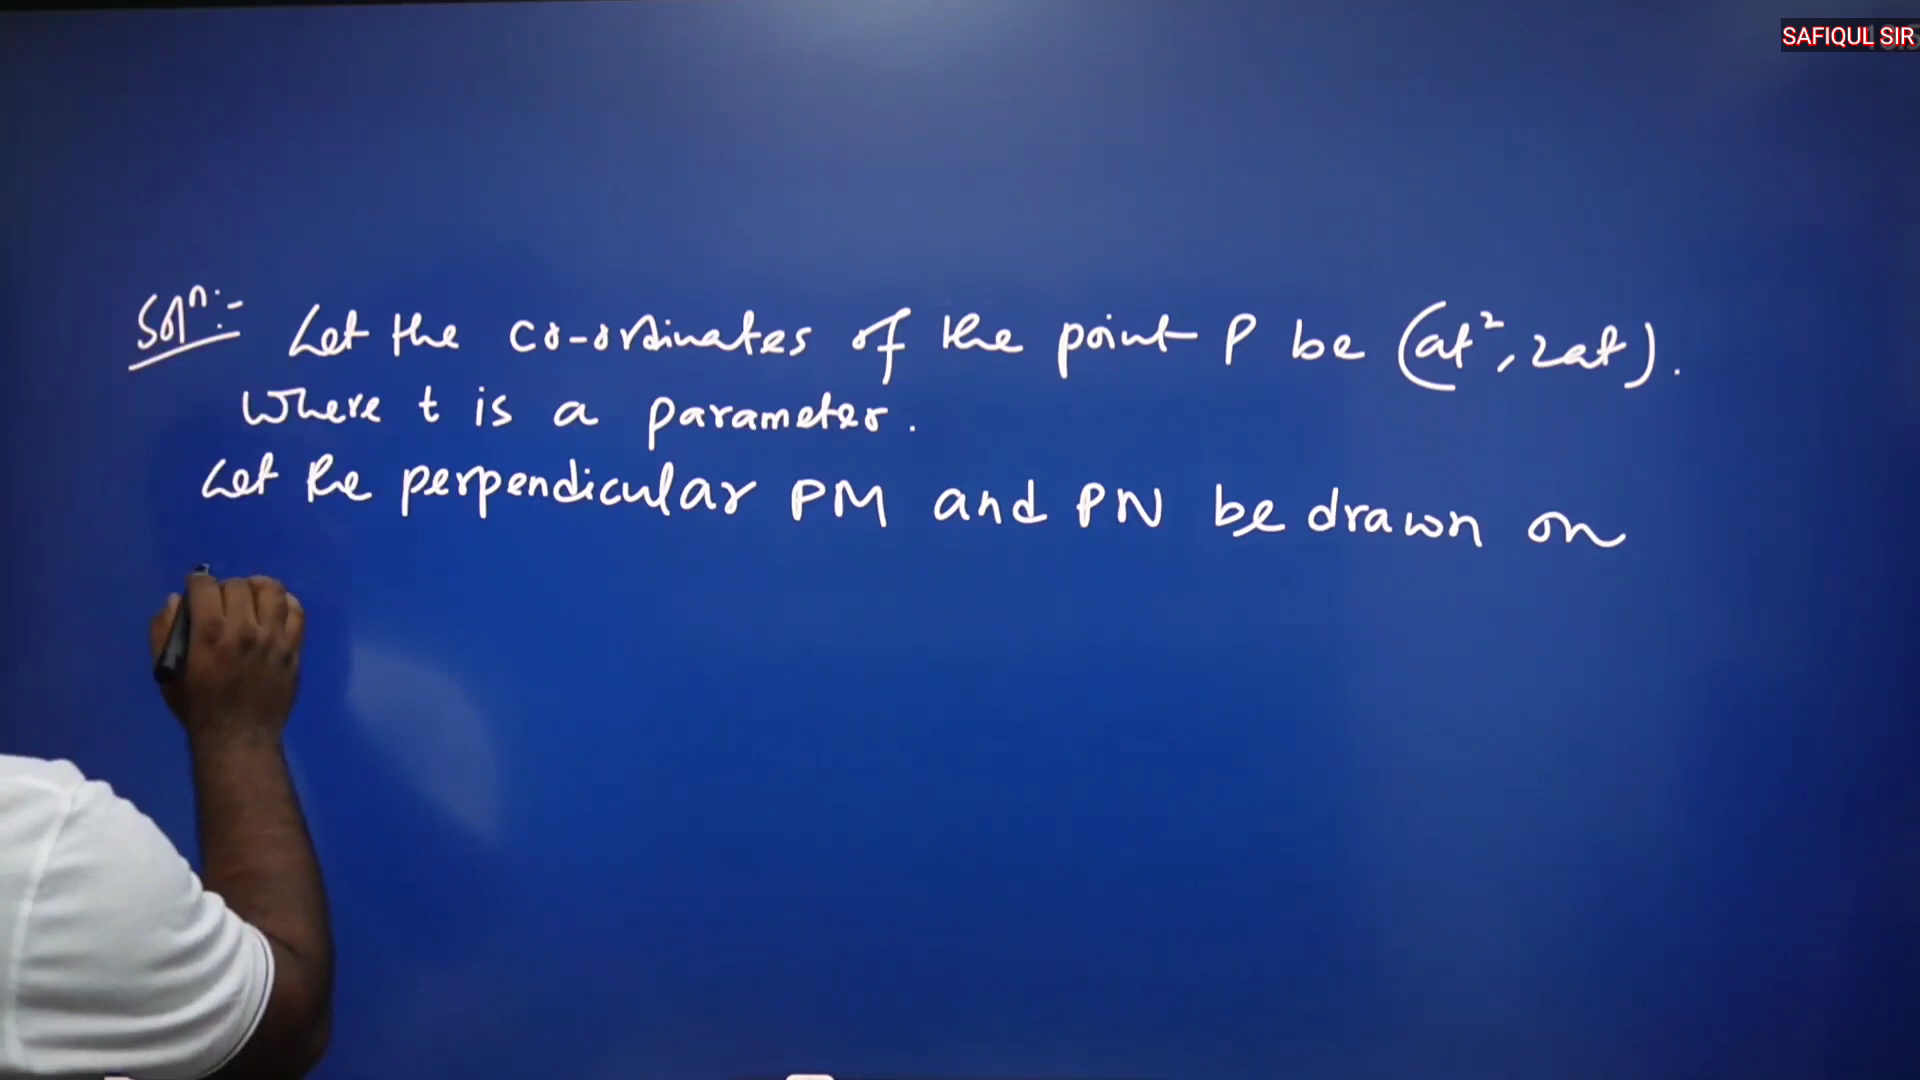 SAFIQUL SIR
Solⁿ:- Let the co-ordinates of the point P be (at², 2at).
Where t is a parameter.
Let the perpendicular PM and PN be drawn on